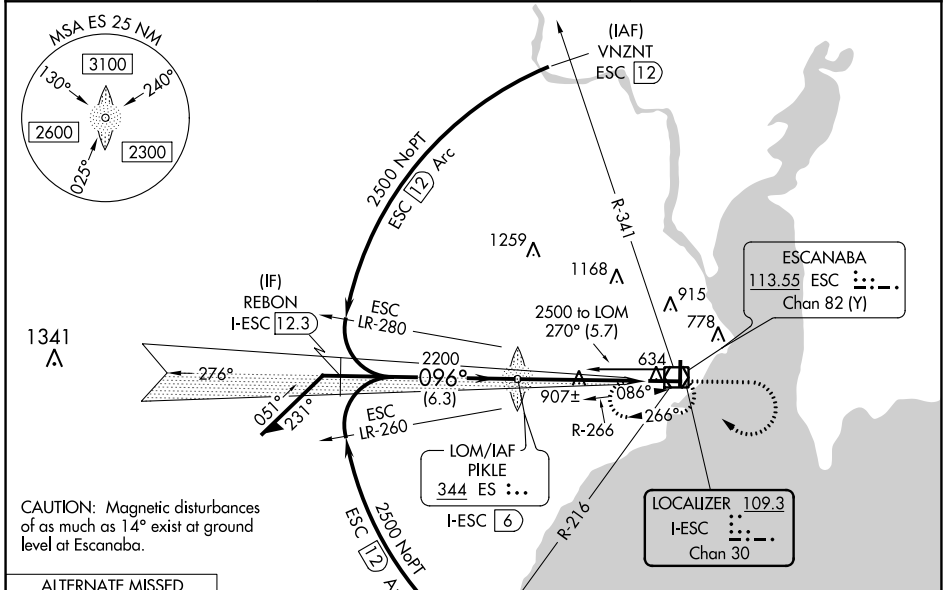 MSA ES 25 NM
3100
130°
240°
2600
2300
025°
(IAF)
VNZNT
ESC 12
2500 NoPT
ESC 12 Arc
R-341
1259
1168
915
778
ESCANABA
113.55 ESC
Chan 82 (Y)
(IF)
REBON
I-ESC 12.3
ESC
LR-280
2500 to LOM
270° (5.7)
1341
276°
2200
096°
(6.3)
634
907±
086°
266°
R-266
051°
231°
ESC
LR-260
LOM/IAF
PIKLE
344 ES
I-ESC 6
R-216
LOCALIZER 109.3
I-ESC
Chan 30
CAUTION: Magnetic disturbances
of as much as 14° exist at ground
level at Escanaba.
2500 NoPT
ESC 12
ALTERNATE MISSED